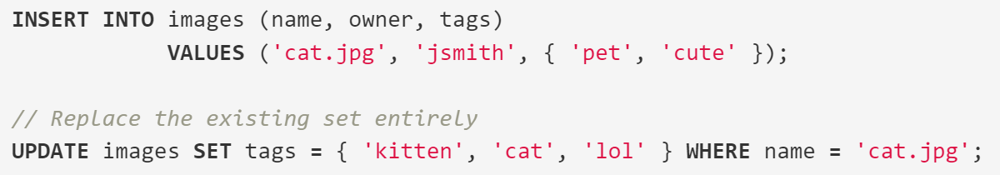 INSERT INTO images (name, owner, tags)
VALUES ('cat.jpg', 'jsmith', { 'pet', 'cute' });
// Replace the existing set entirely
UPDATE images SET tags = { 'kitten', 'cat', 'lol' } WHERE name = 'cat.jpg';